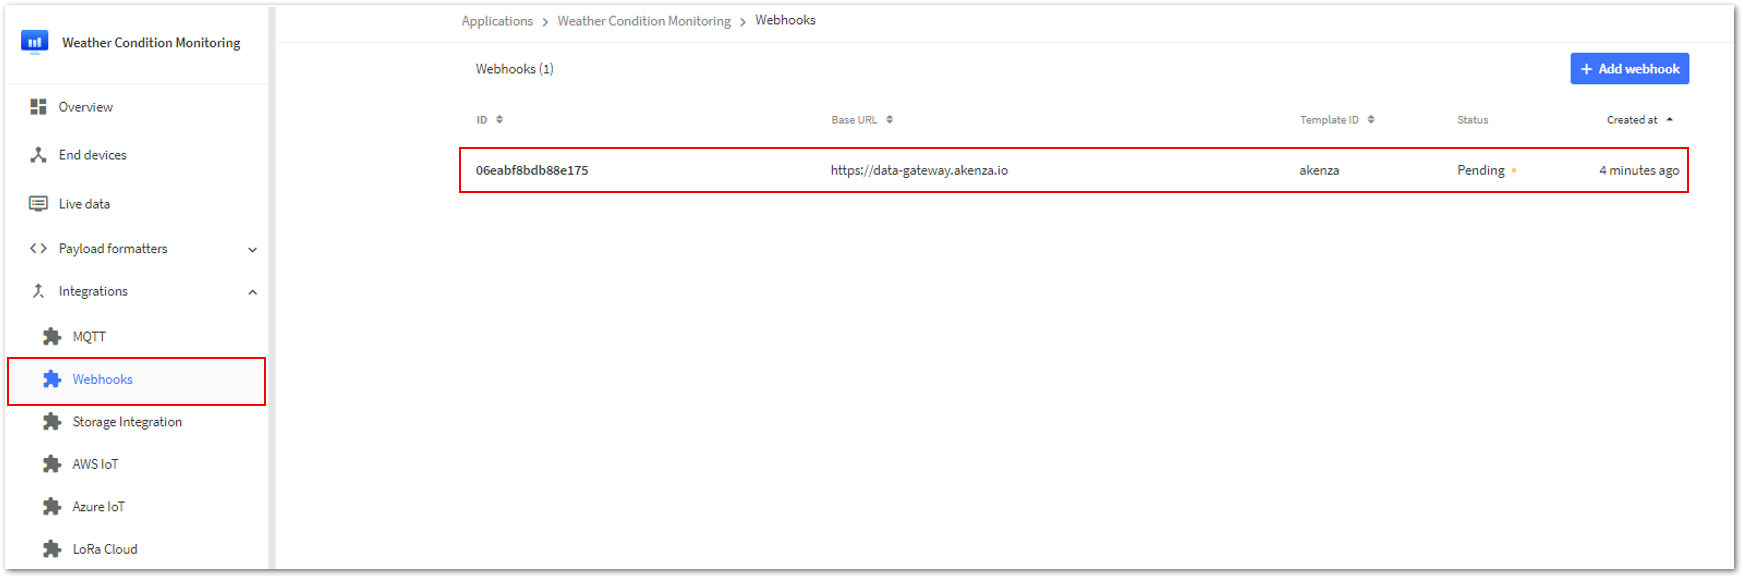 Weather Condition Monitoring
Overview
End devices
Live data
Payload formatters
Integrations
MQTT
Webhooks
Storage Integration
AWS IoT
Azure IoT
LoRa Cloud
Applications > Weather Condition Monitoring > Webhooks
Webhooks (1)
+ Add webhook
ID Base URL Template ID Status Created at
06eabf8bdb88e175 https://data-gateway.akenza.io akenza Pending 4 minutes ago